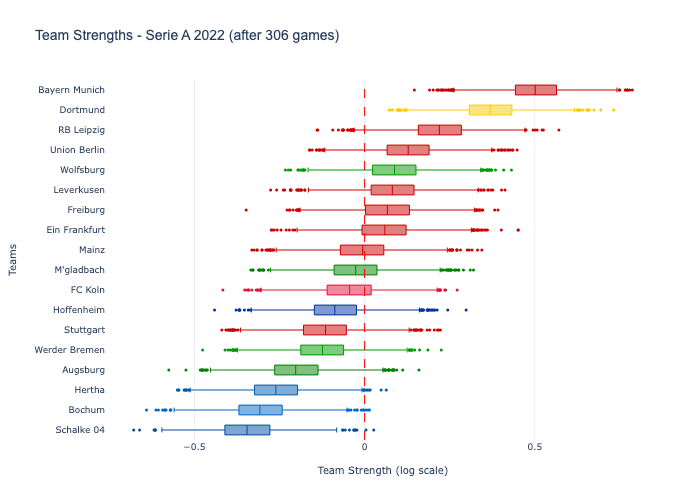 Team Strengths - Serie A 2022 (after 306 games)
Bayern Munich
Dortmund
RB Leipzig
Union Berlin
Wolfsburg
Leverkusen
Freiburg
Ein Frankfurt
Mainz
M'gladbach
FC Koln
Hoffenheim
Stuttgart
Werder Bremen
Augsburg
Hertha
Bochum
Schalke 04
Teams
−0.5 0 0.5
Team Strength (log scale)